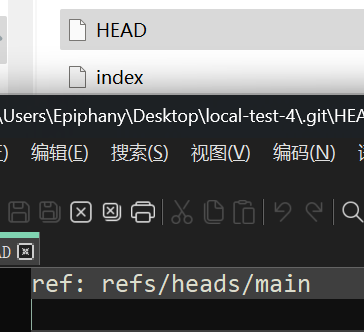 HEAD
index
\Users\Epiphany\Desktop\local-test-4\.git\HEA
) 编辑(E) 搜索(S) 视图(V) 编码(N)
AD
ref: refs/heads/main